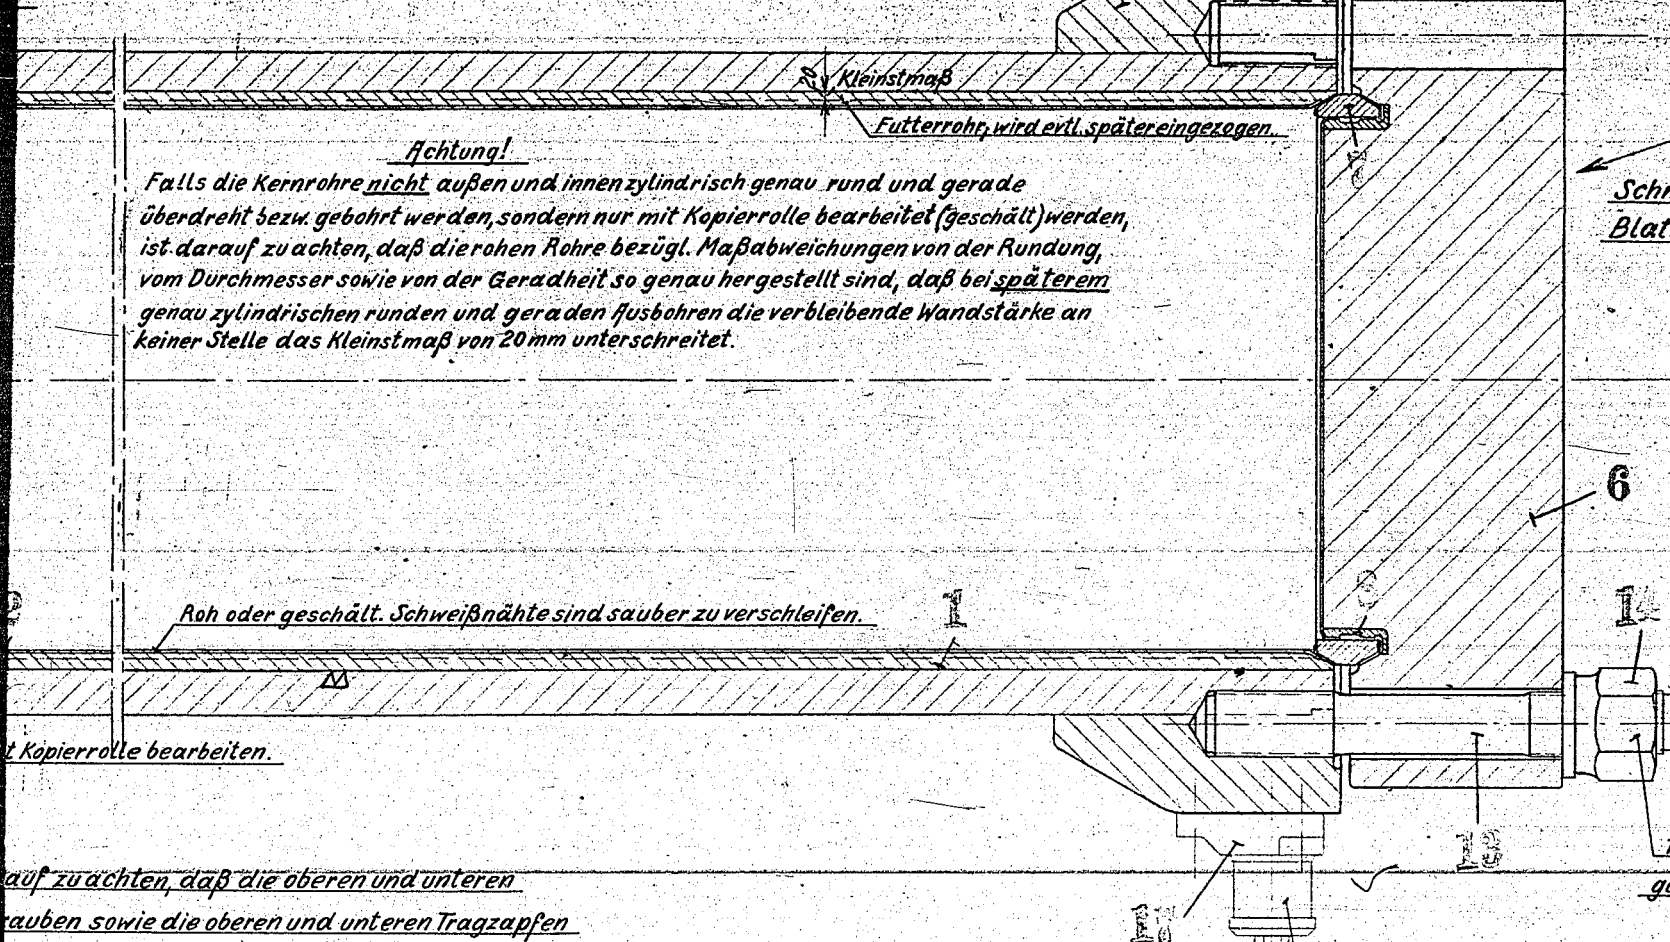 20
Kleinstmaß
Futterrohr, wird evtl. später eingezogen.
Achtung!
Falls die Kernrohre nicht außen und innen zylindrisch genau rund und gerade
überdreht bezw. gebohrt werden, sondern nur mit Kopierrolle bearbeitet (geschält) werden,
ist darauf zu achten, daß die rohen Rohre bezügl. Maßabweichungen von der Rundung,
vom Durchmesser sowie von der Geradheit so genau hergestellt sind, daß bei späterem
genau zylindrischen runden und geraden Ausbohren die verbleibende Wandstärke an
keiner Stelle das Kleinstmaß von 20 mm unterschreitet.
Blat
6
Roh oder geschält. Schweißnähte sind sauber zu verschleifen.
1
t Kopierrolle bearbeiten.
13
auf zu achten, daß die oberen und unteren
rauben sowie die oberen und unteren Tragzapfen